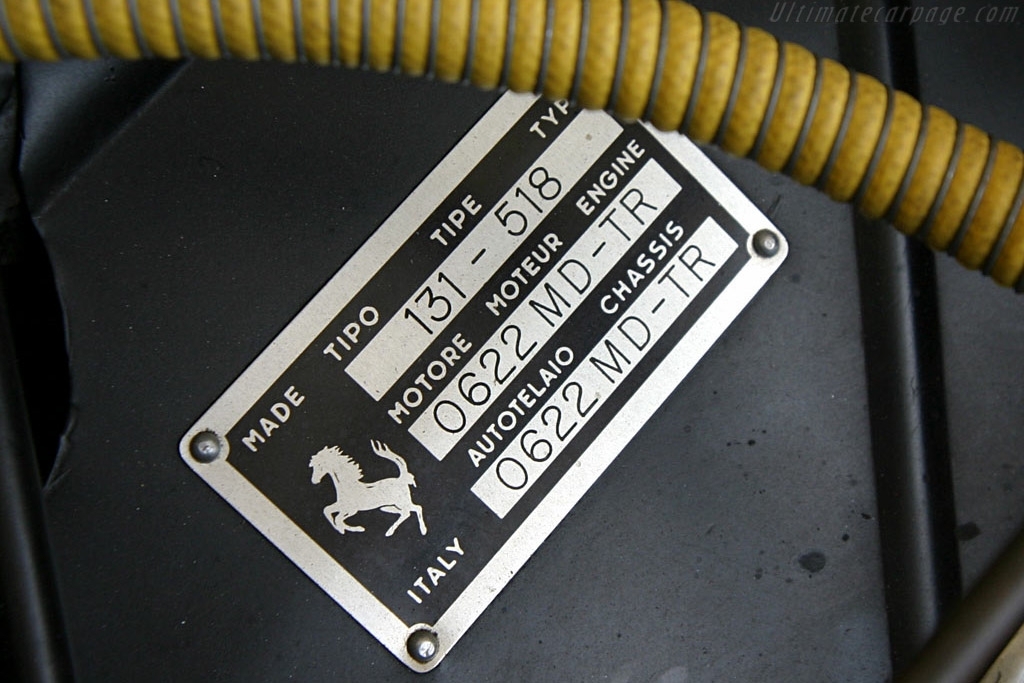 Ultimatecarpage.com
MADE TIPO TIPE TYP
131-518
MOTORE MOTEUR ENGINE
0622 MD-TR
AUTOTELAIO CHASSIS
0622 MD-TR
ITALY